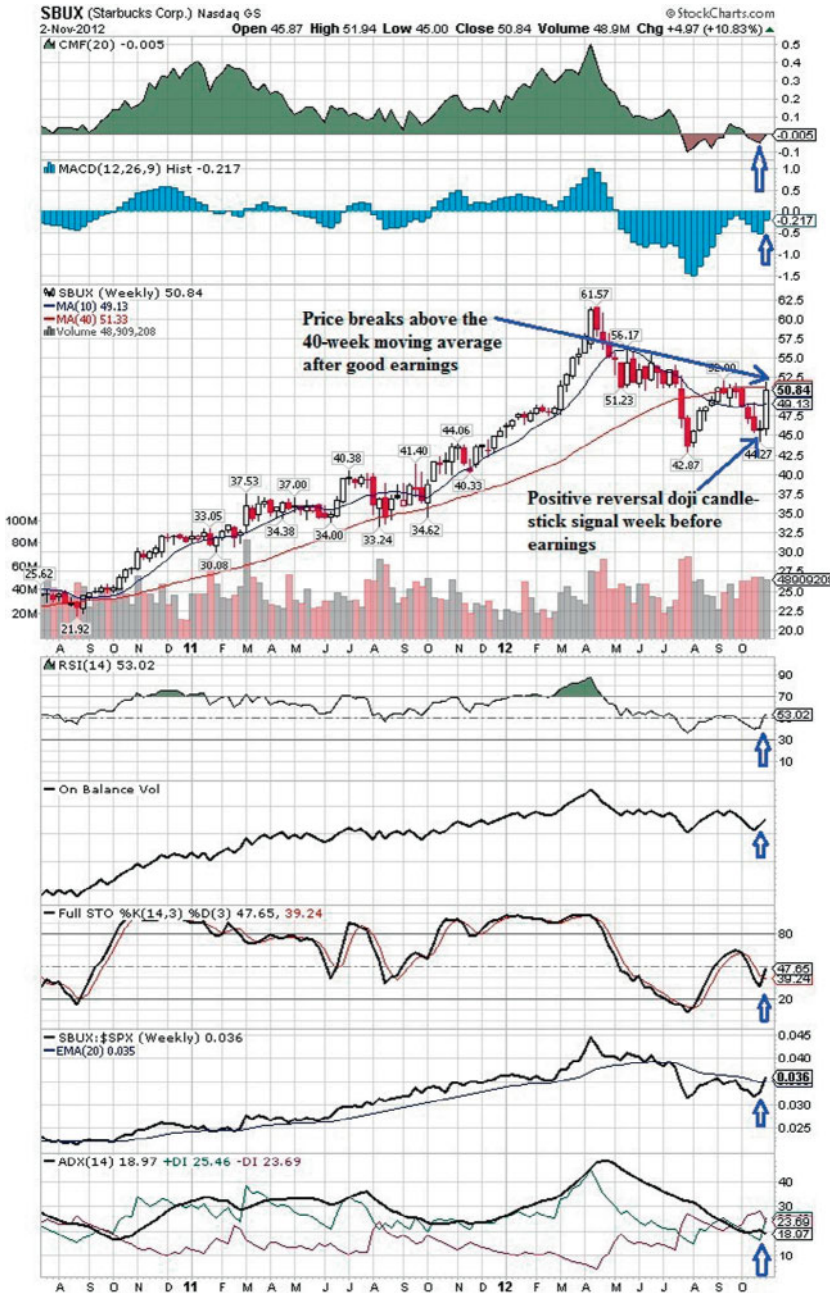 SBUX (Starbucks Corp.) Nasdaq GS
© StockCharts.com
2-Nov-2012
Open 45.87 High 51.94 Low 45.00 Close 50.84 Volume 48.9M Chg +4.97 (+10.83%)
CMF(20) -0.005
0.5
0.4
0.3
0.2
0.1
-0.005
-0.1
MACD(12,26,9) Hist -0.217
1.0
0.5
0.0
-0.217
-0.5
-1.0
-1.5
SBUX (Weekly) 50.84
MA(10) 49.13
MA(40) 51.33
Volume 48,909,208
Price breaks above the
40-week moving average
after good earnings
61.57
56.17
52.00
51.23
44.06
42.87
44.27
41.40
40.38
40.33
37.53
37.00
34.38
34.00
33.24
34.62
33.05
30.08
25.62
21.92
Positive reversal doji candle-
stick signal week before
earnings
62.5
60.0
57.5
55.0
52.5
50.84
49.13
47.5
45.0
42.5
40.0
37.5
35.0
32.5
30.0
27.5
48909208
25.0
22.5
20.0
100M
80M
60M
40M
20M
A S O N D 11 F M A M J J A S O N D 12 F M A M J J A S O
RSI(14) 53.02
90
70
53.02
30
10
On Balance Vol
Full STO %K(14,3) %D(3) 47.65, 39.24
80
47.65
39.24
20
SBUX:$SPX (Weekly) 0.036
EMA(20) 0.035
0.045
0.040
0.036
0.030
0.025
ADX(14) 18.97 +DI 25.46 -DI 23.69
40
30
23.69
18.97
10
A S O N D 11 F M A M J J A S O N D 12 F M A M J J A S O